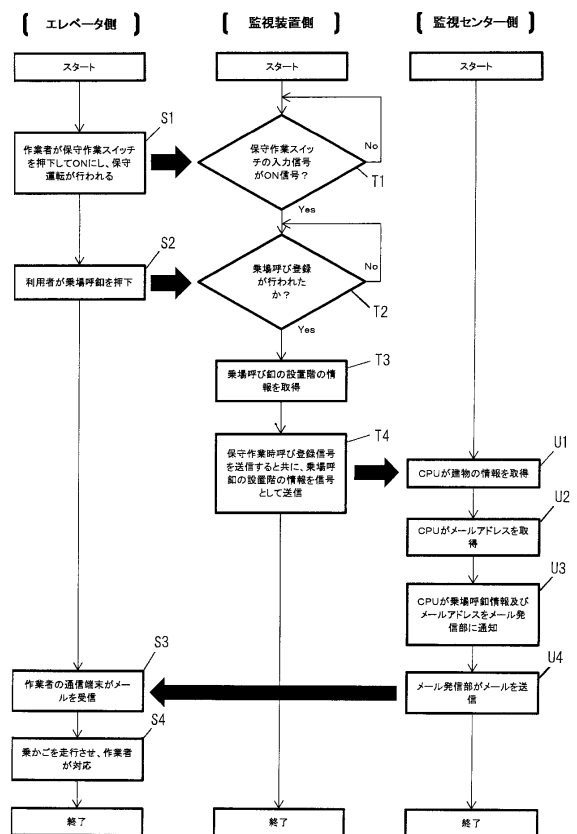 【 エレベータ側 】
【 監視装置側 】
【 監視センター側 】
スタート
スタート
スタート
S1
作業者が保守作業スイッチ
を押下してONにし、保守
運転が行われる
保守作業スイッ
チの入力信号
がON信号？
No
T1
Yes
S2
利用者が乗場呼釦を押下
乗場呼び登録
が行われた
か？
No
T2
Yes
T3
乗場呼び釦の設置階の情
報を取得
T4
保守作業時呼び登録信号
を送信すると共に、乗場呼
釦の設置階の情報を信号
として送信
U1
CPUが建物の情報を取得
U2
CPUがメールアドレスを取
得
U3
CPUが乗場呼釦情報及び
メールアドレスをメール発
信部に通知
S3
作業者の通信端末がメー
ルを受信
U4
メール発信部がメールを送
信
S4
乗かごを走行させ、作業者
が対応
終了
終了
終了